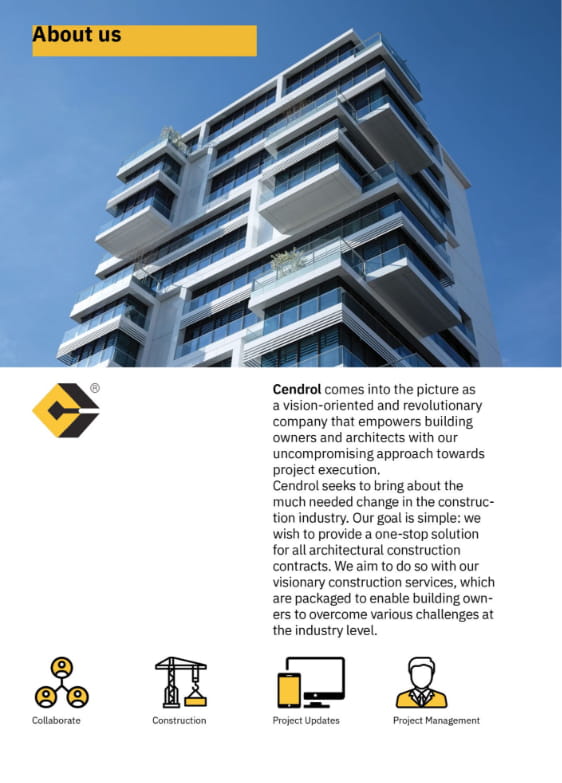 About us
®
Cendrol comes into the picture as
a vision-oriented and revolutionary
company that empowers building
owners and architects with our
uncompromising approach towards
project execution.
Cendrol seeks to bring about the
much needed change in the construc-
tion industry. Our goal is simple: we
wish to provide a one-stop solution
for all architectural construction
contracts. We aim to do so with our
visionary construction services, which
are packaged to enable building own-
ers to overcome various challenges at
the industry level.
Collaborate
Construction
Project Updates
Project Management